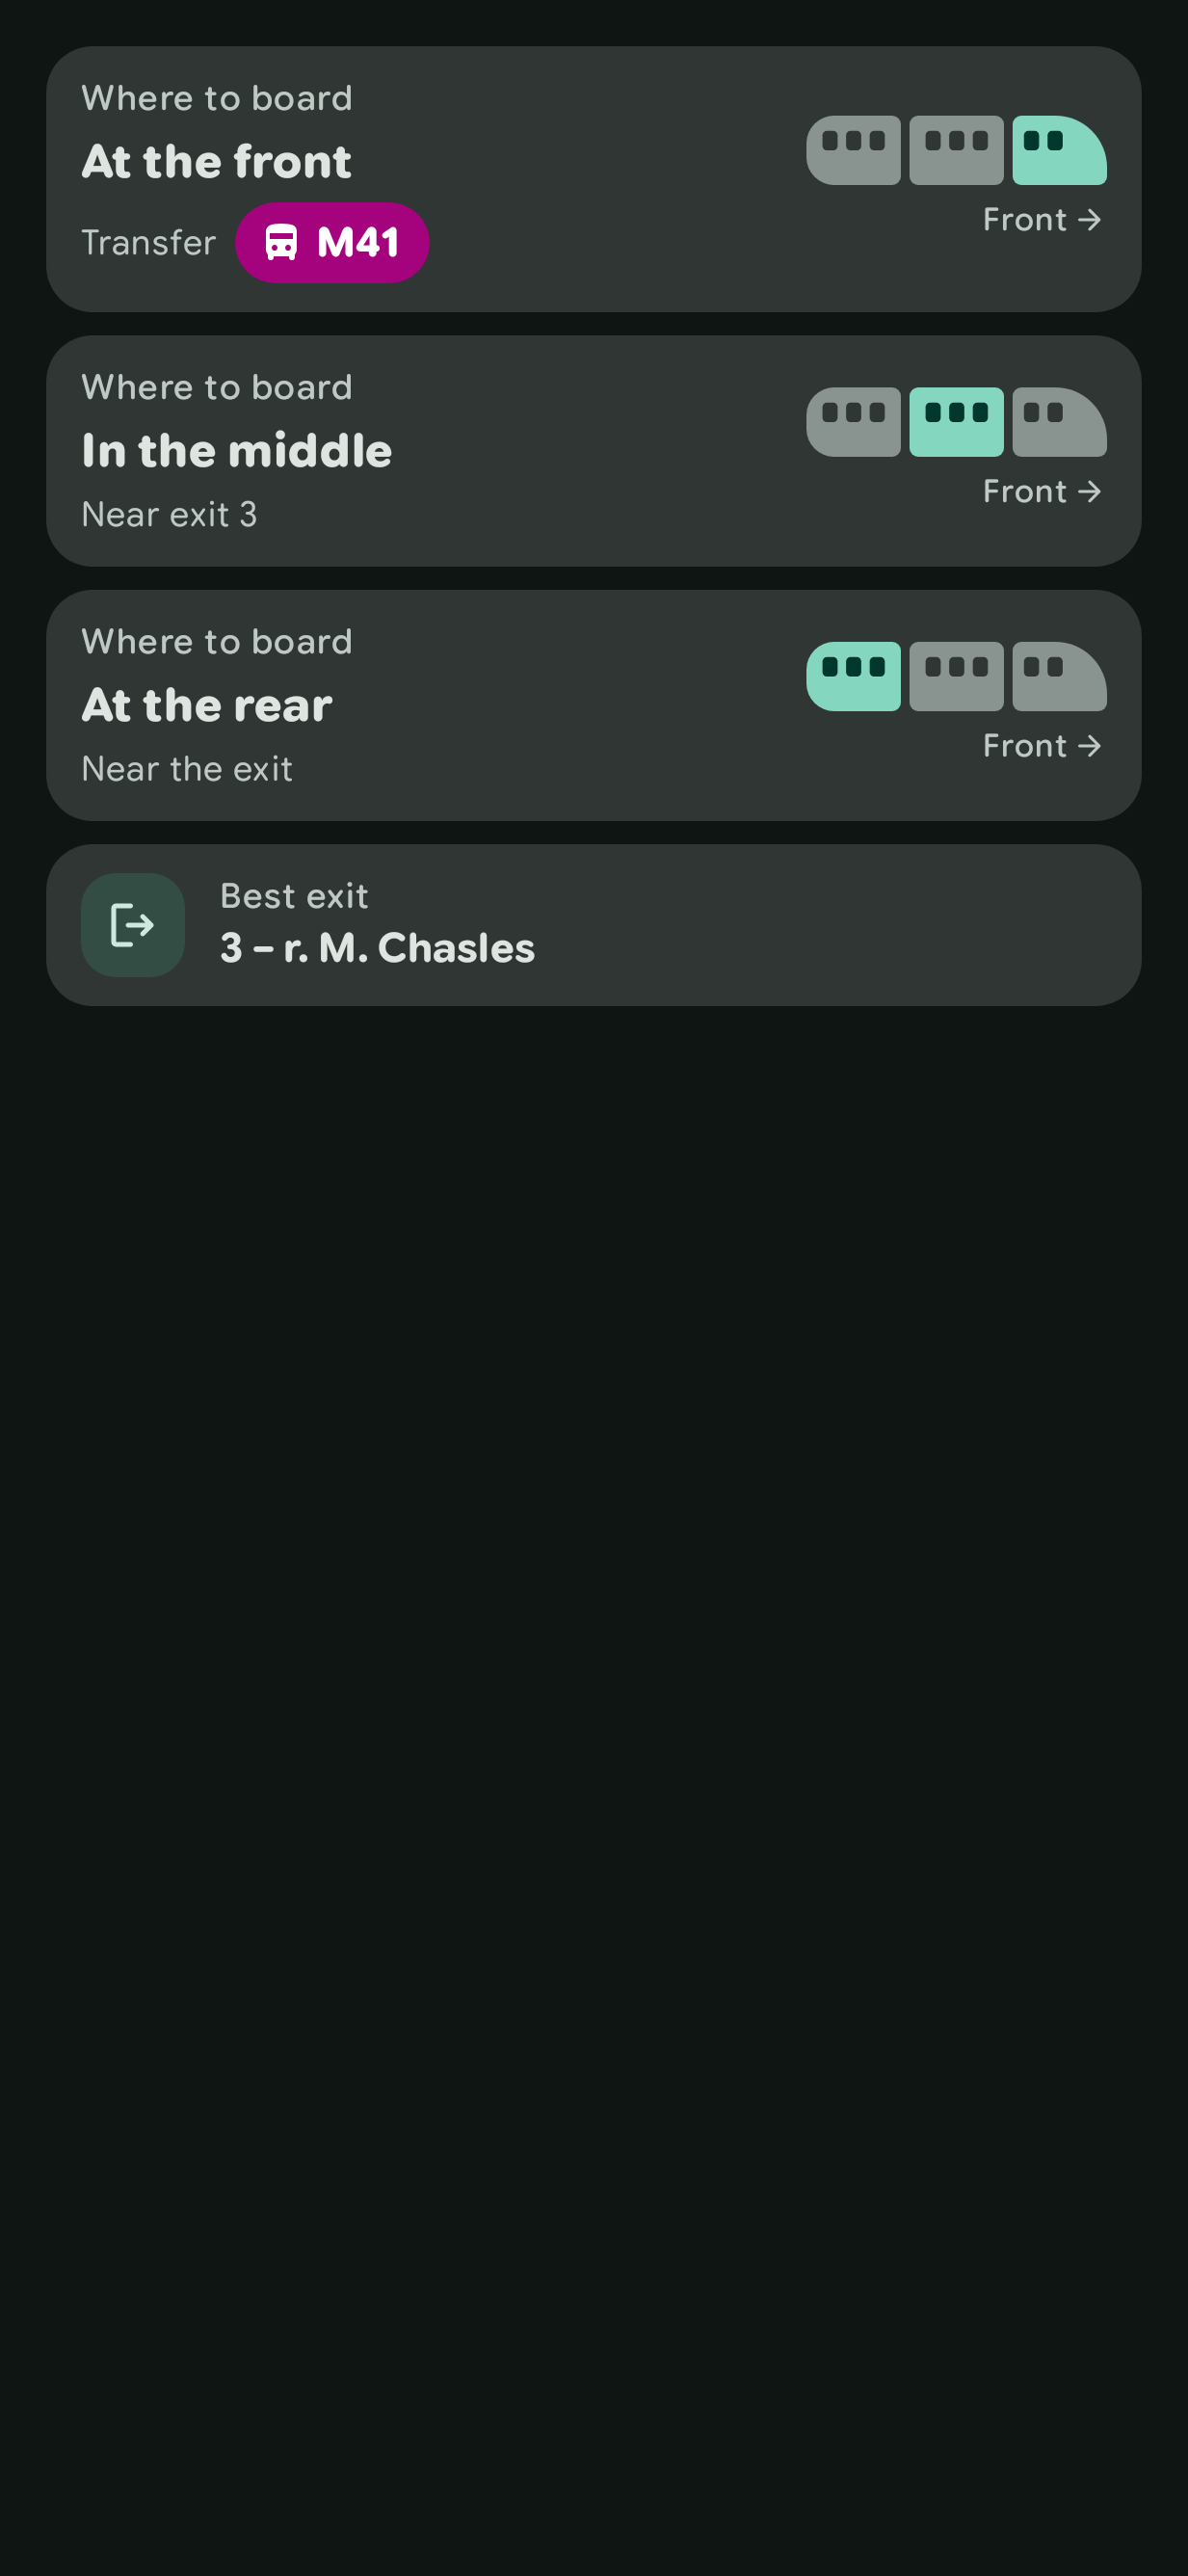 Where to board
At the front
Transfer M41
Front →
Where to board
In the middle
Near exit 3
Front →
Where to board
At the rear
Near the exit
Front →
Best exit
3 – r. M. Chasles